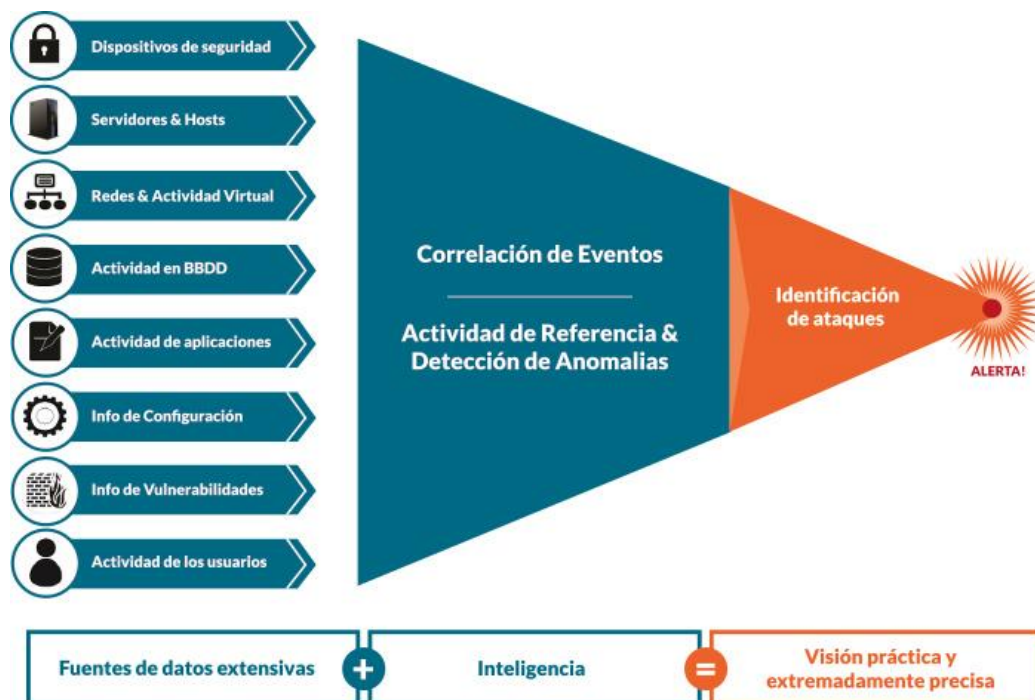 Dispositivos de seguridad
Servidores & Hosts
Redes & Actividad Virtual
Actividad en BBDD
Actividad de aplicaciones
Info de Configuración
Info de Vulnerabilidades
Actividad de los usuarios
Correlación de Eventos
Actividad de Referencia &
Detección de Anomalias
Identificación
de ataques
ALERTA!
Fuentes de datos extensivas
+
Inteligencia
=
Visión práctica y
extremadamente precisa